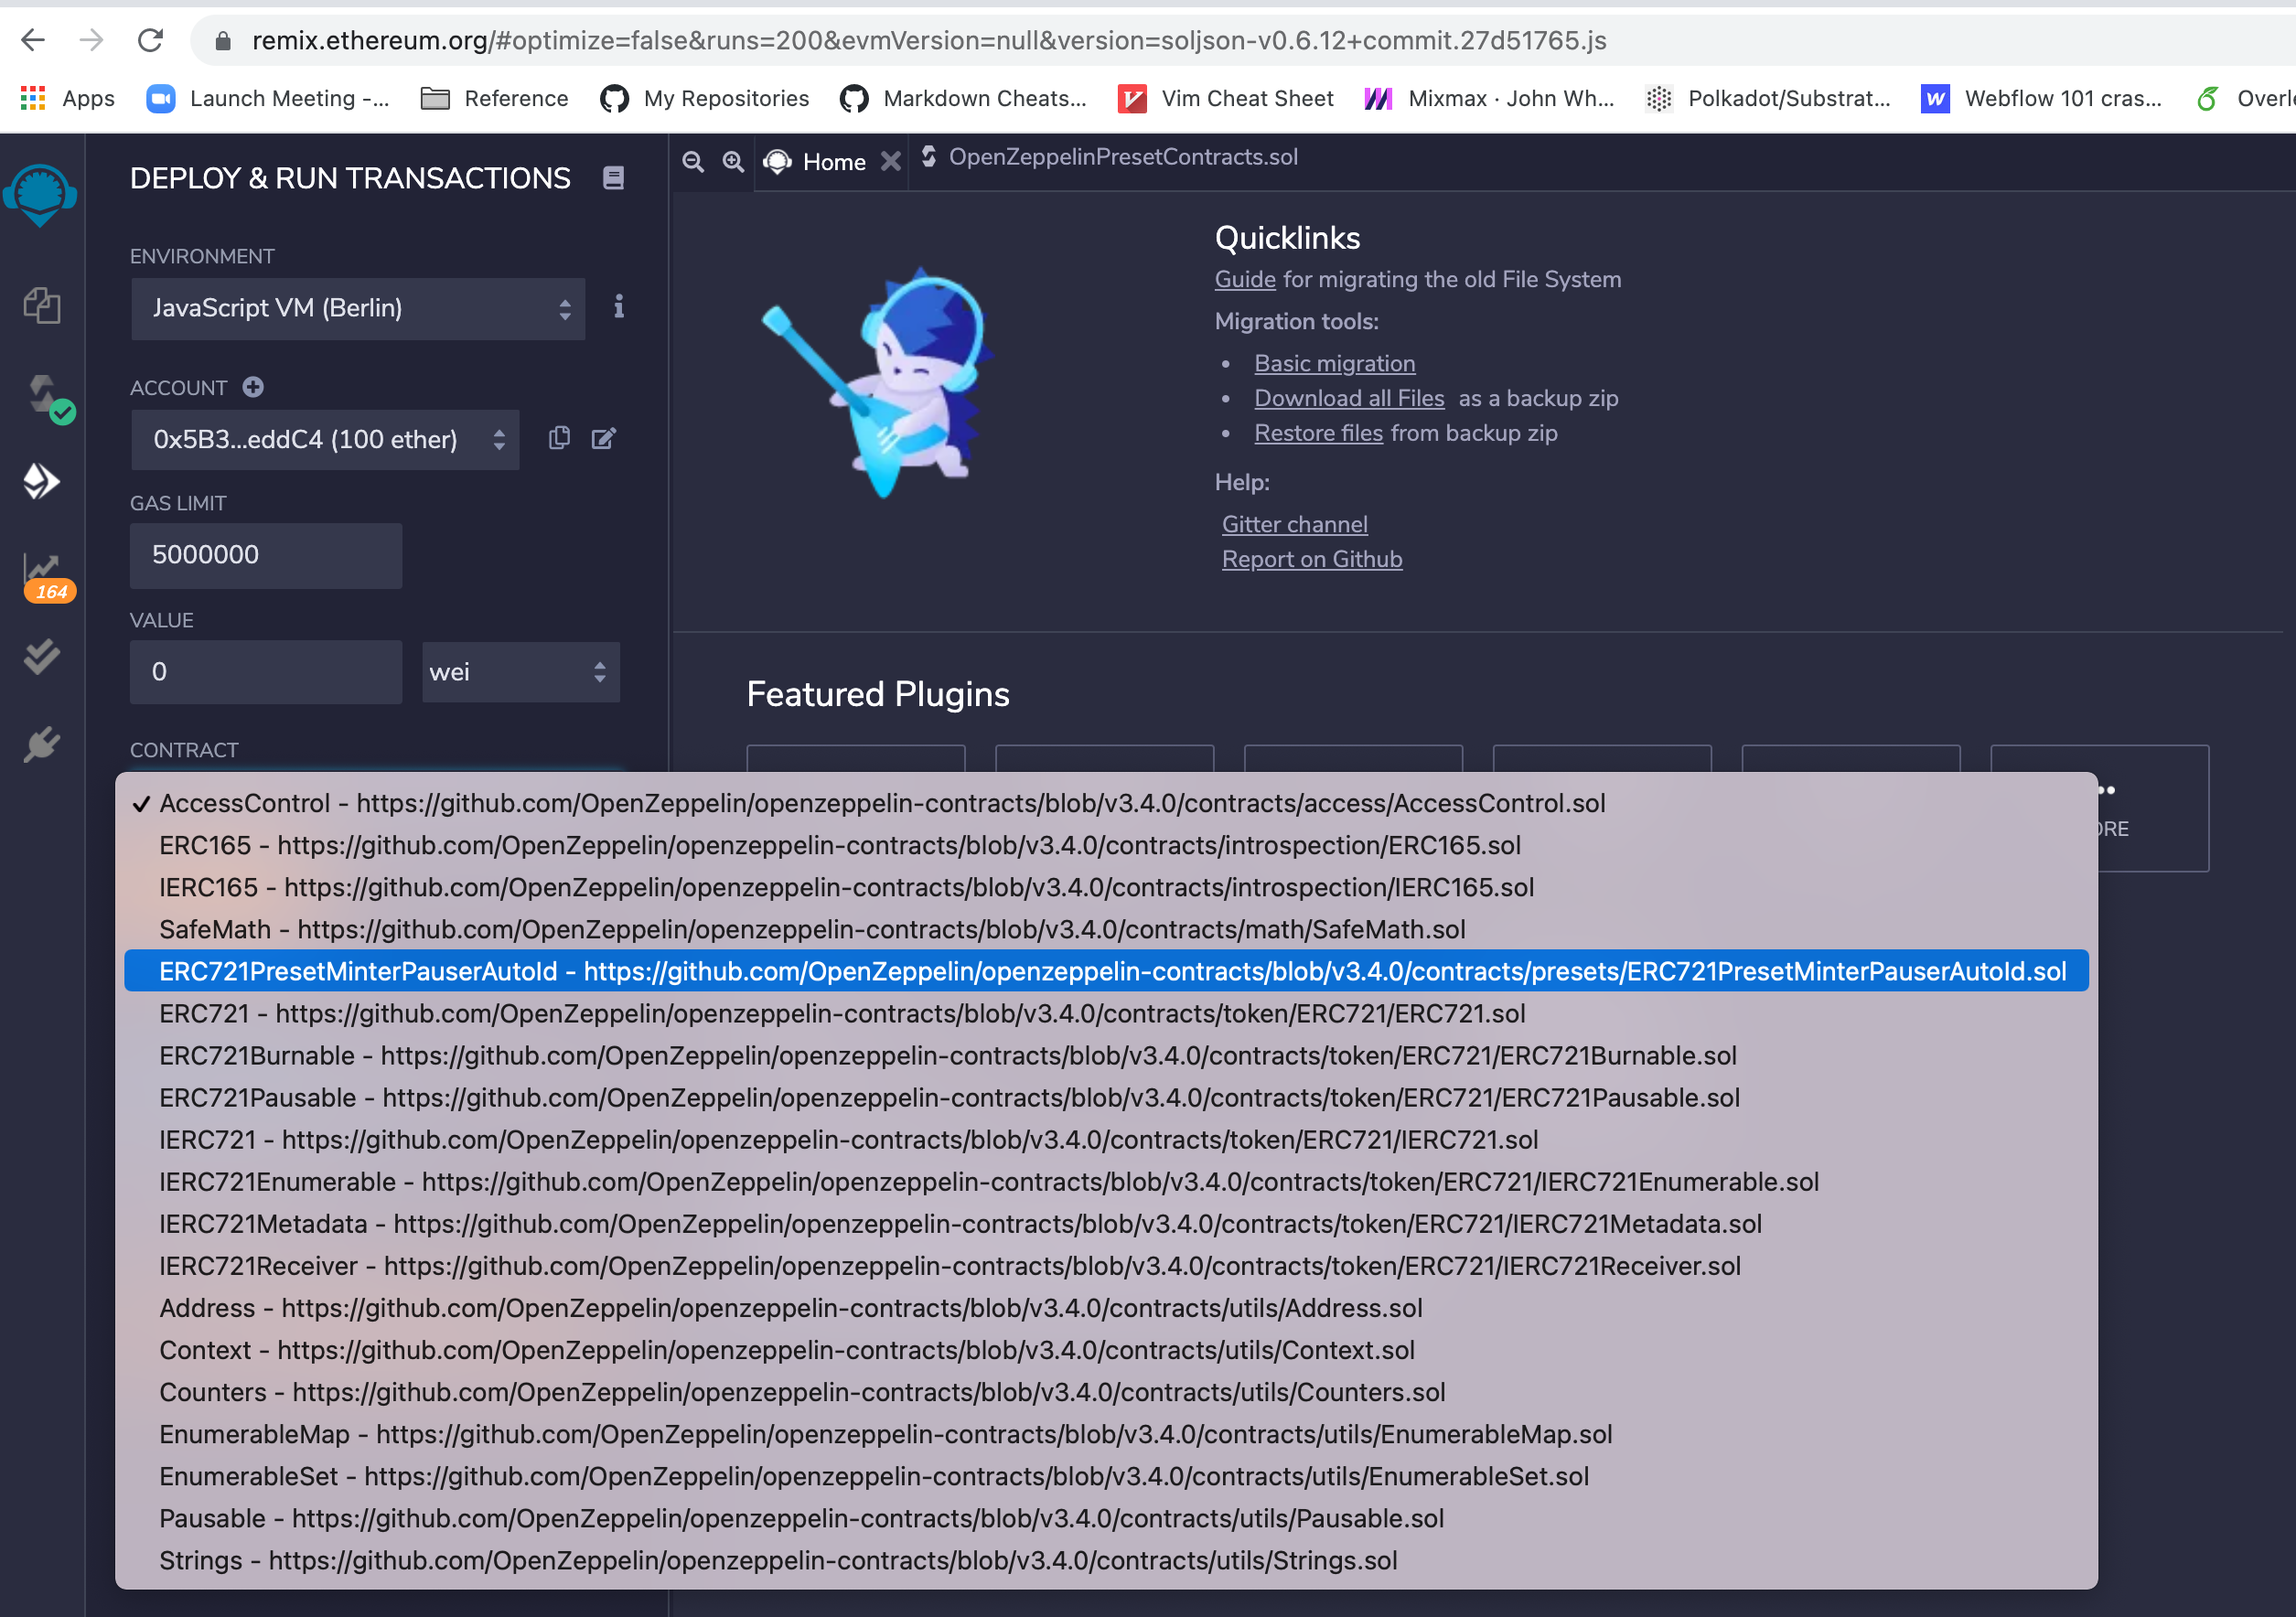 remix.ethereum.org/#optimize=false&runs=200&evmVersion=null&version=soljson-v0.6.12+commit.27d51765.js
Apps
Launch Meeting -...
Reference
My Repositories
Markdown Cheats...
Vim Cheat Sheet
Mixmax · John Wh...
Polkadot/Substrat...
Webflow 101 cras...
Overle
DEPLOY & RUN TRANSACTIONS
Home
OpenZeppelinPresetContracts.sol
ENVIRONMENT
JavaScript VM (Berlin)
ACCOUNT
0x5B3...eddC4 (100 ether)
GAS LIMIT
5000000
164
VALUE
0
wei
CONTRACT
Quicklinks
Guide for migrating the old File System
Migration tools:
• Basic migration
• Download all Files as a backup zip
• Restore files from backup zip
Help:
Gitter channel
Report on Github
Featured Plugins
ORE
✓ AccessControl - https://github.com/OpenZeppelin/openzeppelin-contracts/blob/v3.4.0/contracts/access/AccessControl.sol
ERC165 - https://github.com/OpenZeppelin/openzeppelin-contracts/blob/v3.4.0/contracts/introspection/ERC165.sol
IERC165 - https://github.com/OpenZeppelin/openzeppelin-contracts/blob/v3.4.0/contracts/introspection/IERC165.sol
SafeMath - https://github.com/OpenZeppelin/openzeppelin-contracts/blob/v3.4.0/contracts/math/SafeMath.sol
ERC721PresetMinterPauserAutoId - https://github.com/OpenZeppelin/openzeppelin-contracts/blob/v3.4.0/contracts/presets/ERC721PresetMinterPauserAutoId.sol
ERC721 - https://github.com/OpenZeppelin/openzeppelin-contracts/blob/v3.4.0/contracts/token/ERC721/ERC721.sol
ERC721Burnable - https://github.com/OpenZeppelin/openzeppelin-contracts/blob/v3.4.0/contracts/token/ERC721/ERC721Burnable.sol
ERC721Pausable - https://github.com/OpenZeppelin/openzeppelin-contracts/blob/v3.4.0/contracts/token/ERC721/ERC721Pausable.sol
IERC721 - https://github.com/OpenZeppelin/openzeppelin-contracts/blob/v3.4.0/contracts/token/ERC721/IERC721.sol
IERC721Enumerable - https://github.com/OpenZeppelin/openzeppelin-contracts/blob/v3.4.0/contracts/token/ERC721/IERC721Enumerable.sol
IERC721Metadata - https://github.com/OpenZeppelin/openzeppelin-contracts/blob/v3.4.0/contracts/token/ERC721/IERC721Metadata.sol
IERC721Receiver - https://github.com/OpenZeppelin/openzeppelin-contracts/blob/v3.4.0/contracts/token/ERC721/IERC721Receiver.sol
Address - https://github.com/OpenZeppelin/openzeppelin-contracts/blob/v3.4.0/contracts/utils/Address.sol
Context - https://github.com/OpenZeppelin/openzeppelin-contracts/blob/v3.4.0/contracts/utils/Context.sol
Counters - https://github.com/OpenZeppelin/openzeppelin-contracts/blob/v3.4.0/contracts/utils/Counters.sol
EnumerableMap - https://github.com/OpenZeppelin/openzeppelin-contracts/blob/v3.4.0/contracts/utils/EnumerableMap.sol
EnumerableSet - https://github.com/OpenZeppelin/openzeppelin-contracts/blob/v3.4.0/contracts/utils/EnumerableSet.sol
Pausable - https://github.com/OpenZeppelin/openzeppelin-contracts/blob/v3.4.0/contracts/utils/Pausable.sol
Strings - https://github.com/OpenZeppelin/openzeppelin-contracts/blob/v3.4.0/contracts/utils/Strings.sol